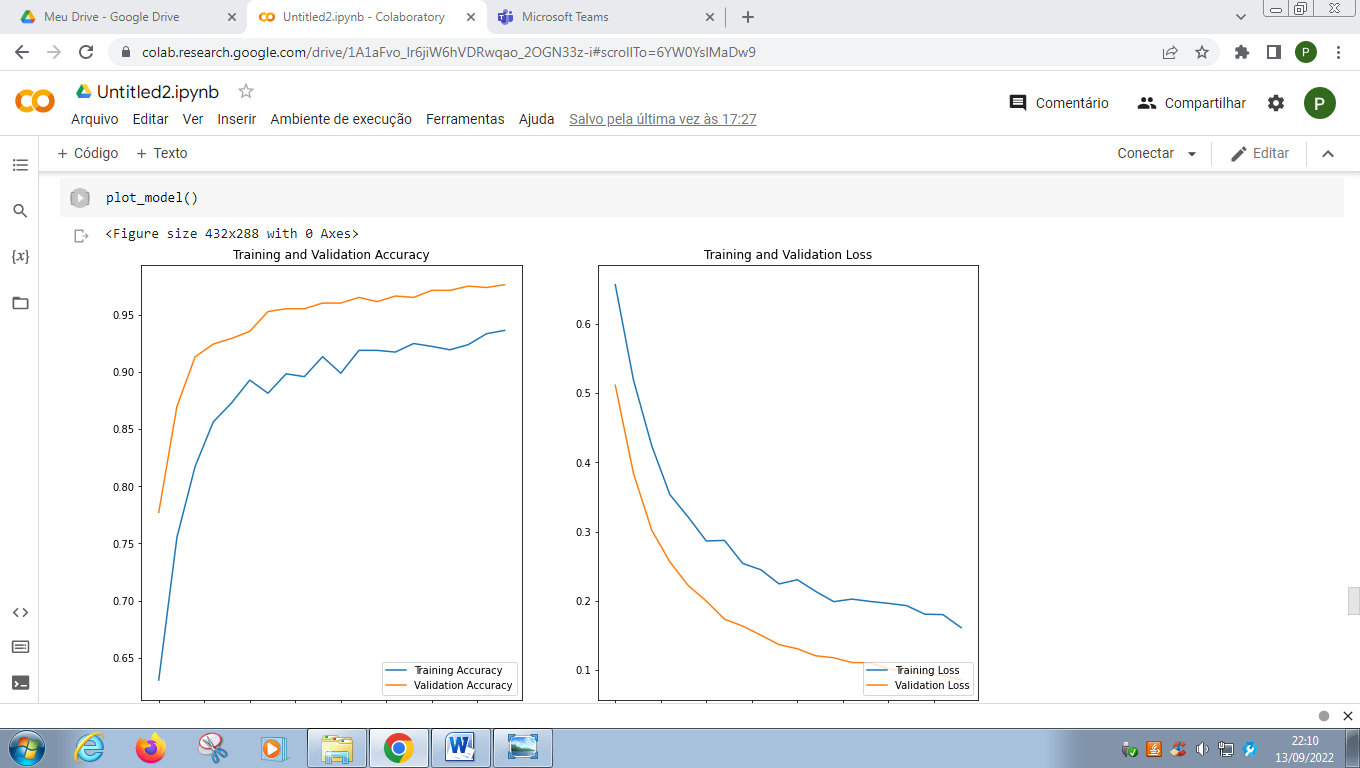 Meu Drive - Google Drive
Untitled2.ipynb - Colaboratory
Microsoft Teams
colab.research.google.com/drive/1A1aFvo_Ir6jiW6hVDRwqao_2OGN33z-i#scrollTo=6YW0YsIMaDw9
P
Untitled2.ipynb
Comentário
Compartilhar
P
Arquivo Editar Ver Inserir Ambiente de execução Ferramentas Ajuda Salvo pela última vez às 17:27
+ Código + Texto
Conectar
Editar
plot_model()
{x}
<Figure size 432x288 with 0 Axes>
Training and Validation Accuracy
0.95
0.90
0.85
0.80
0.75
0.70
0.65
Training Accuracy
Validation Accuracy
Training and Validation Loss
0.6
0.5
0.4
0.3
0.2
0.1
Training Loss
Validation Loss
22:10
13/09/2022